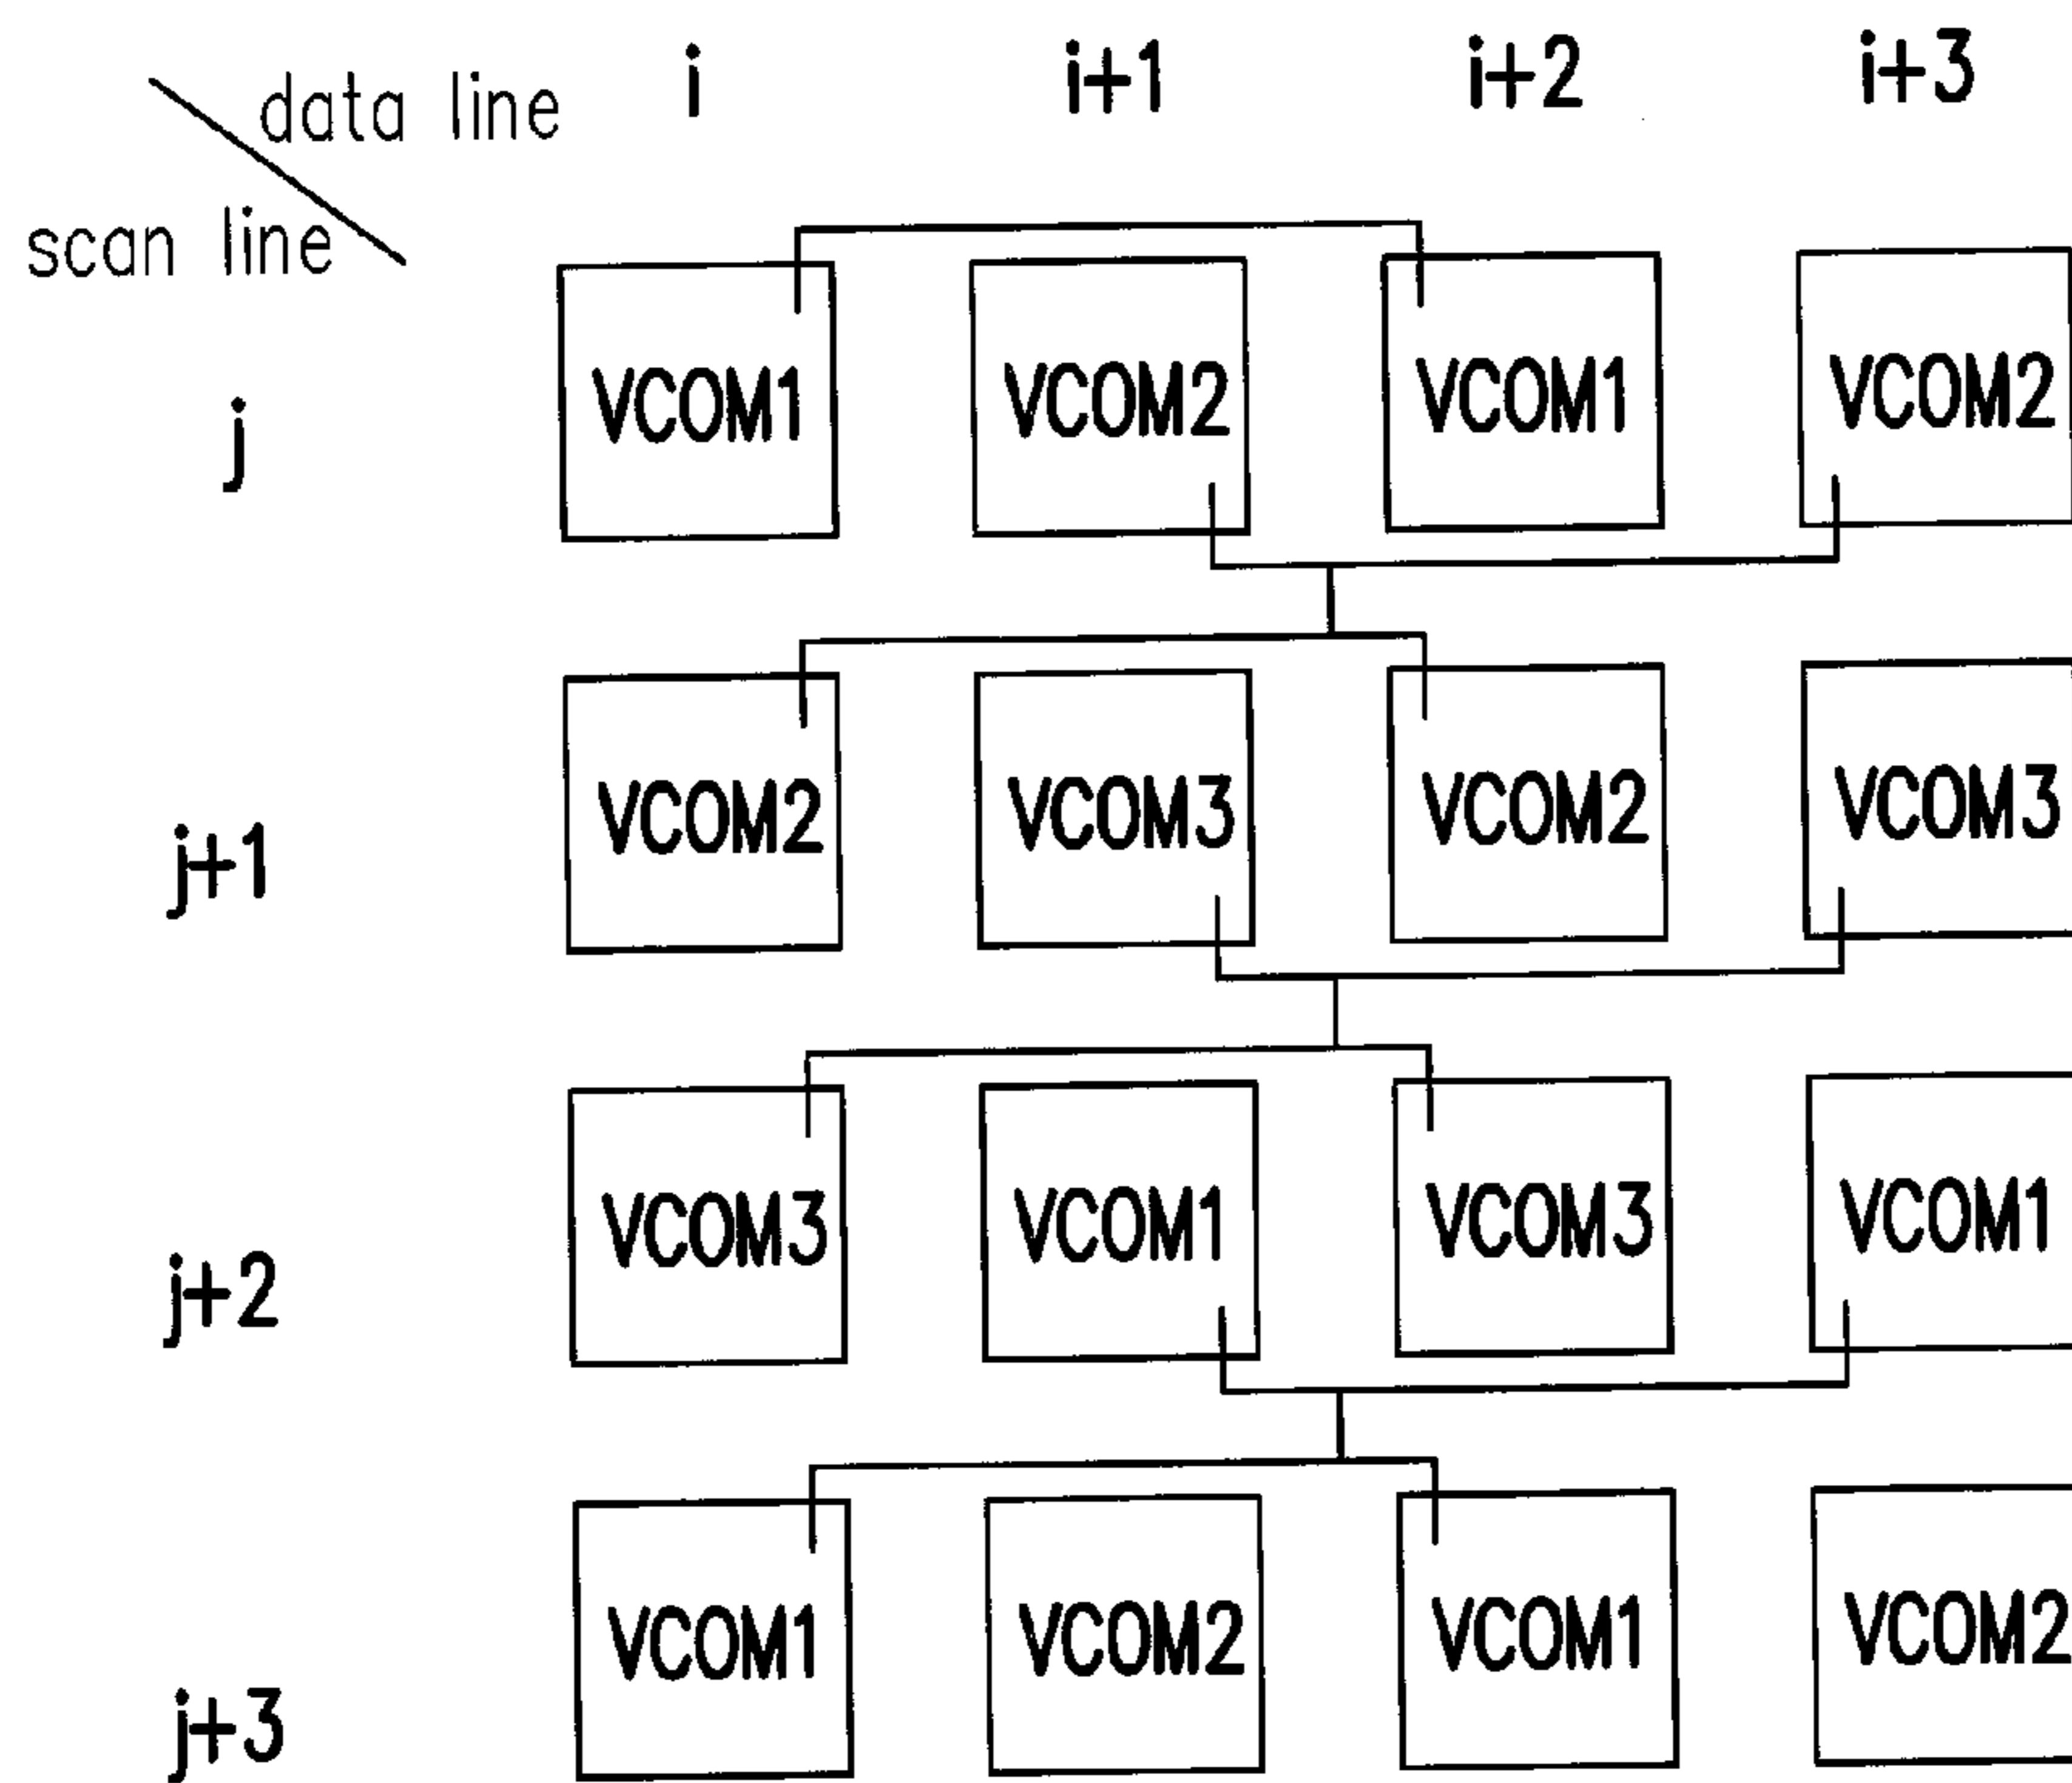 data line i i+1 i+2 i+3
scan line
j VCOM1 VCOM2 VCOM1 VCOM2
j+1 VCOM2 VCOM3 VCOM2 VCOM3
j+2 VCOM3 VCOM1 VCOM3 VCOM1
j+3 VCOM1 VCOM2 VCOM1 VCOM2